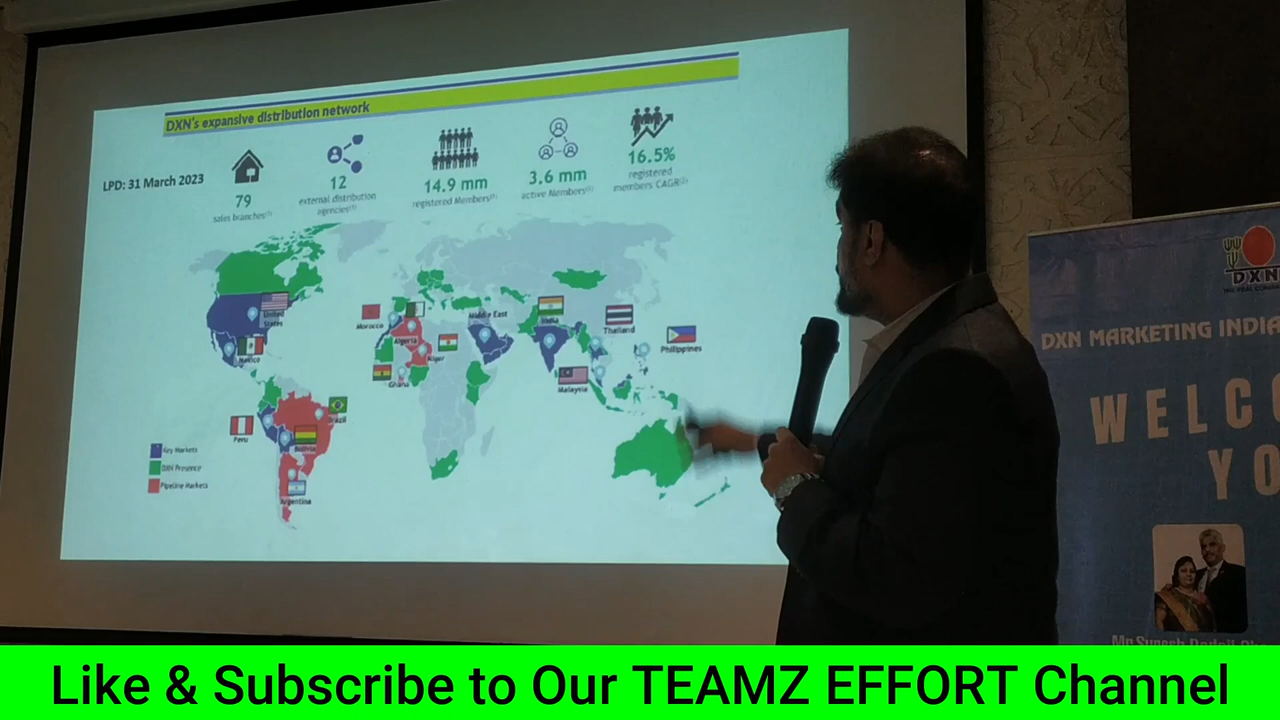 DXN's expansive distribution network
LPD: 31 March 2023
79
sales branches
12
external distribution
agencies
14.9 mm
registered Members
3.6 mm
active Members
16.5%
registered
members CAGR
United
States
Mexico
Morocco
Algeria
Niger
Ghana
Middle East
India
Thailand
Philippines
Malaysia
Peru
Brazil
Bolivia
Argentina
Key Markets
DXN Presence
Pipeline Markets
DXN
DXN MARKETING INDIA
WELCO
YO
Like & Subscribe to Our TEAMZ EFFORT Channel